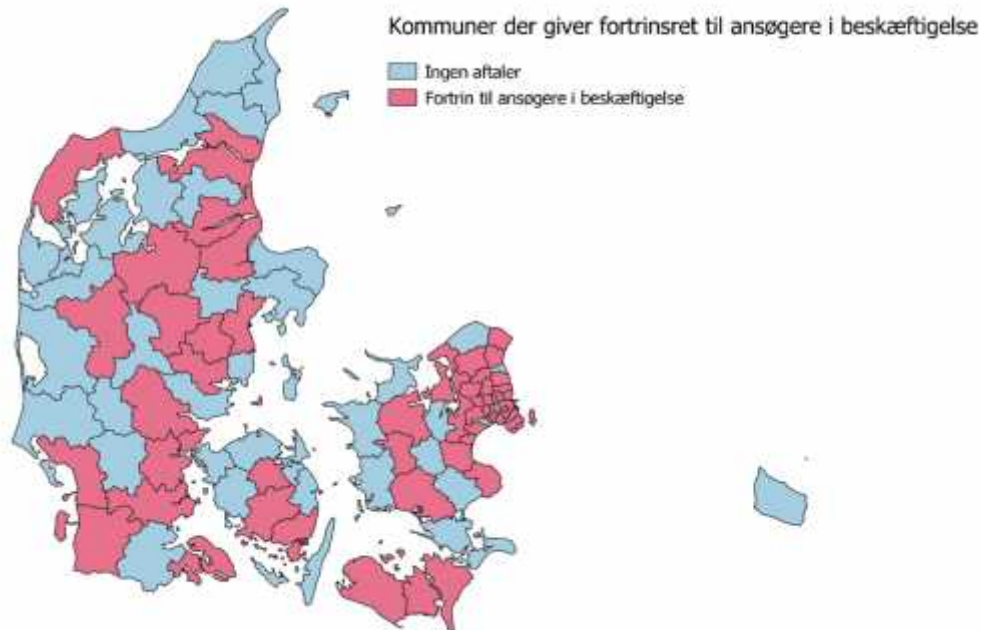 Kommuner der giver fortrinsret til ansøgere i beskæftigelse
Ingen aftaler
Fortrin til ansøgere i beskæftigelse